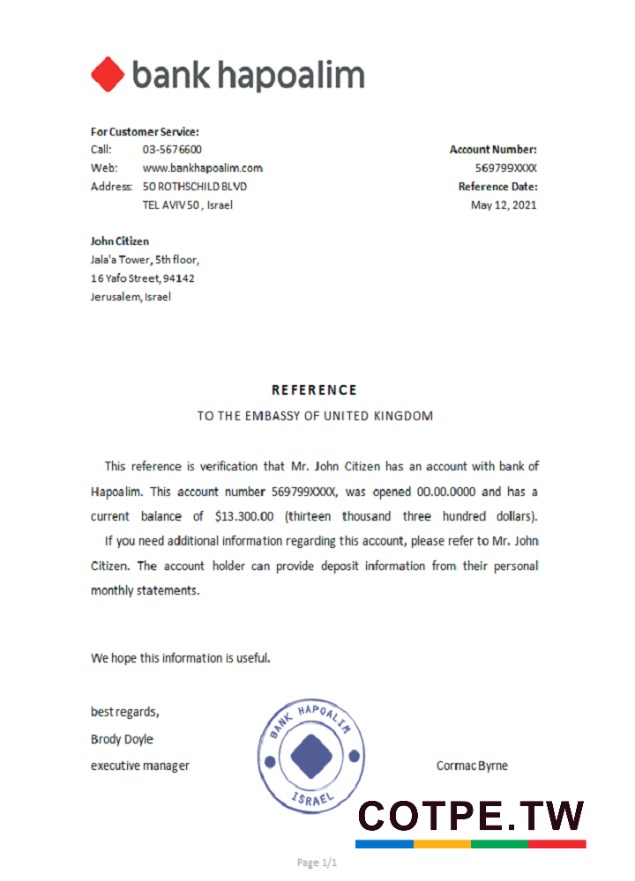 bank hapoalim
For Customer Service:
Call: 03-5676600
Web: www.bankhapoalim.com
Address: 50 ROTHSCHILD BLVD
TEL AVIV 50 , Israel
Account Number:
569799XXXX
Reference Date:
May 12, 2021
John Citizen
Jala'a Tower, 5th floor,
16 Yafo Street, 94142
Jerusalem, Israel
REFERENCE
TO THE EMBASSY OF UNITED KINGDOM
This reference is verification that Mr. John Citizen has an account with bank of
Hapoalim. This account number 569799XXXX, was opened 00.00.0000 and has a
current balance of $13.300.00 (thirteen thousand three hundred dollars).
If you need additional information regarding this account, please refer to Mr. John
Citizen. The account holder can provide deposit information from their personal
monthly statements.
We hope this information is useful.
best regards,
Brody Doyle
executive manager
BANK HAPOALIM
ISRAEL
Cormac Byrne
COTPE.TW
Page 1/1